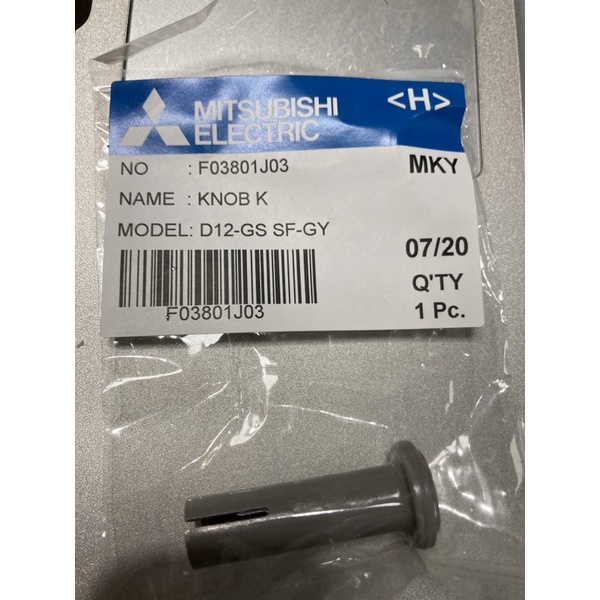 MITSUBISHI
ELECTRIC
<H>
NO : F03801J03
MKY
NAME : KNOB K
MODEL: D12-GS SF-GY
07/20
Q'TY
1 Pc.
F03801J03